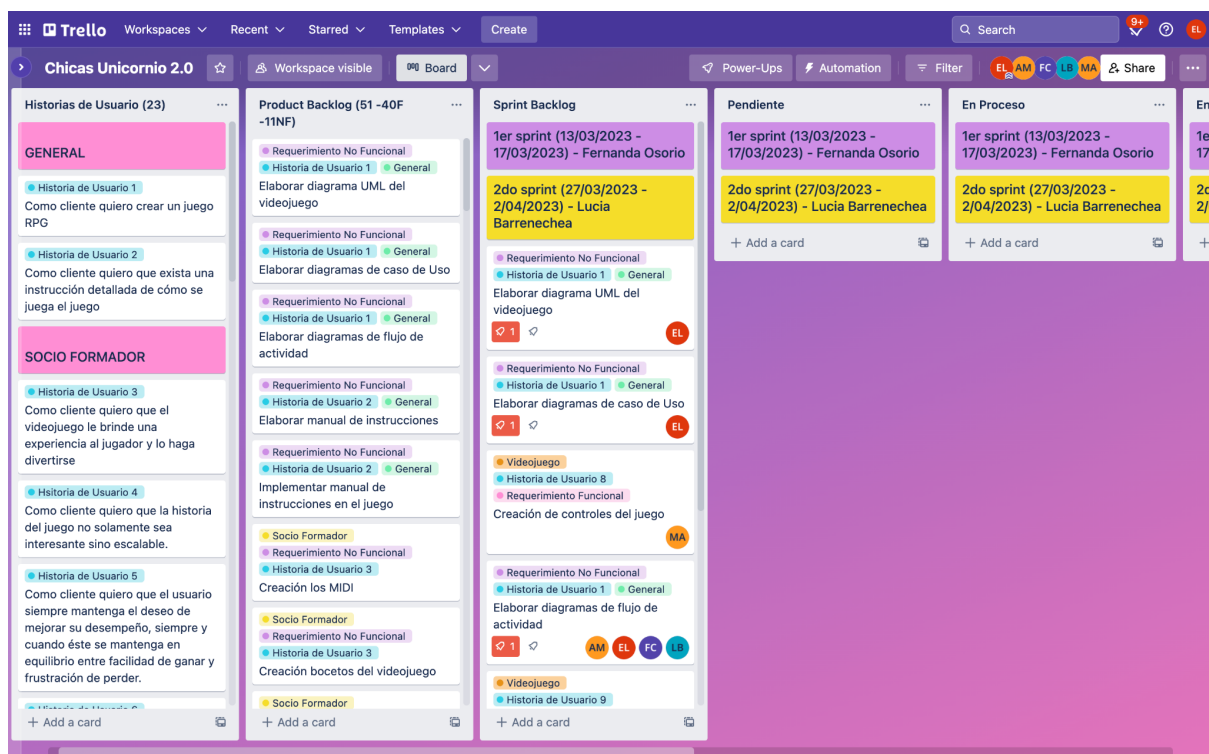 Trello Workspaces Recent Starred Templates Create Search 9+ EL
Chicas Unicornio 2.0 Workspace visible Board Power-Ups Automation Filter EL AM FC LB MA Share
Historias de Usuario (23)
GENERAL
Historia de Usuario 1
Como cliente quiero crear un juego
RPG
Historia de Usuario 2
Como cliente quiero que exista una
instrucción detallada de cómo se
juega el juego
SOCIO FORMADOR
Historia de Usuario 3
Como cliente quiero que el
videojuego le brinde una
experiencia al jugador y lo haga
divertirse
Hsitoria de Usuario 4
Como cliente quiero que la historia
del juego no solamente sea
interesante sino escalable.
Historia de Usuario 5
Como cliente quiero que el usuario
siempre mantenga el deseo de
mejorar su desempeño, siempre y
cuando éste se mantenga en
equilibrio entre facilidad de ganar y
frustración de perder.
+ Add a card
Product Backlog (51 -40F
-11NF)
Requerimiento No Funcional
Historia de Usuario 1 General
Elaborar diagrama UML del
videojuego
Requerimiento No Funcional
Historia de Usuario 1 General
Elaborar diagramas de caso de Uso
Requerimiento No Funcional
Historia de Usuario 1 General
Elaborar diagramas de flujo de
actividad
Requerimiento No Funcional
Historia de Usuario 2 General
Elaborar manual de instrucciones
Requerimiento No Funcional
Historia de Usuario 2 General
Implementar manual de
instrucciones en el juego
Socio Formador
Requerimiento No Funcional
Historia de Usuario 3
Creación los MIDI
Socio Formador
Requerimiento No Funcional
Historia de Usuario 3
Creación bocetos del videojuego
Socio Formador
+ Add a card
Sprint Backlog
1er sprint (13/03/2023 -
17/03/2023) - Fernanda Osorio
2do sprint (27/03/2023 -
2/04/2023) - Lucia
Barrenechea
Requerimiento No Funcional
Historia de Usuario 1 General
Elaborar diagrama UML del
videojuego
1 EL
Requerimiento No Funcional
Historia de Usuario 1 General
Elaborar diagramas de caso de Uso
1 EL
Videojuego
Historia de Usuario 8
Requerimiento Funcional
Creación de controles del juego
MA
Requerimiento No Funcional
Historia de Usuario 1 General
Elaborar diagramas de flujo de
actividad
1 AM EL FC LB
Videojuego
Historia de Usuario 9
+ Add a card
Pendiente
1er sprint (13/03/2023 -
17/03/2023) - Fernanda Osorio
2do sprint (27/03/2023 -
2/04/2023) - Lucia Barrenechea
+ Add a card
En Proceso
1er sprint (13/03/2023 -
17/03/2023) - Fernanda Osorio
2do sprint (27/03/2023 -
2/04/2023) - Lucia Barrenechea
+ Add a card